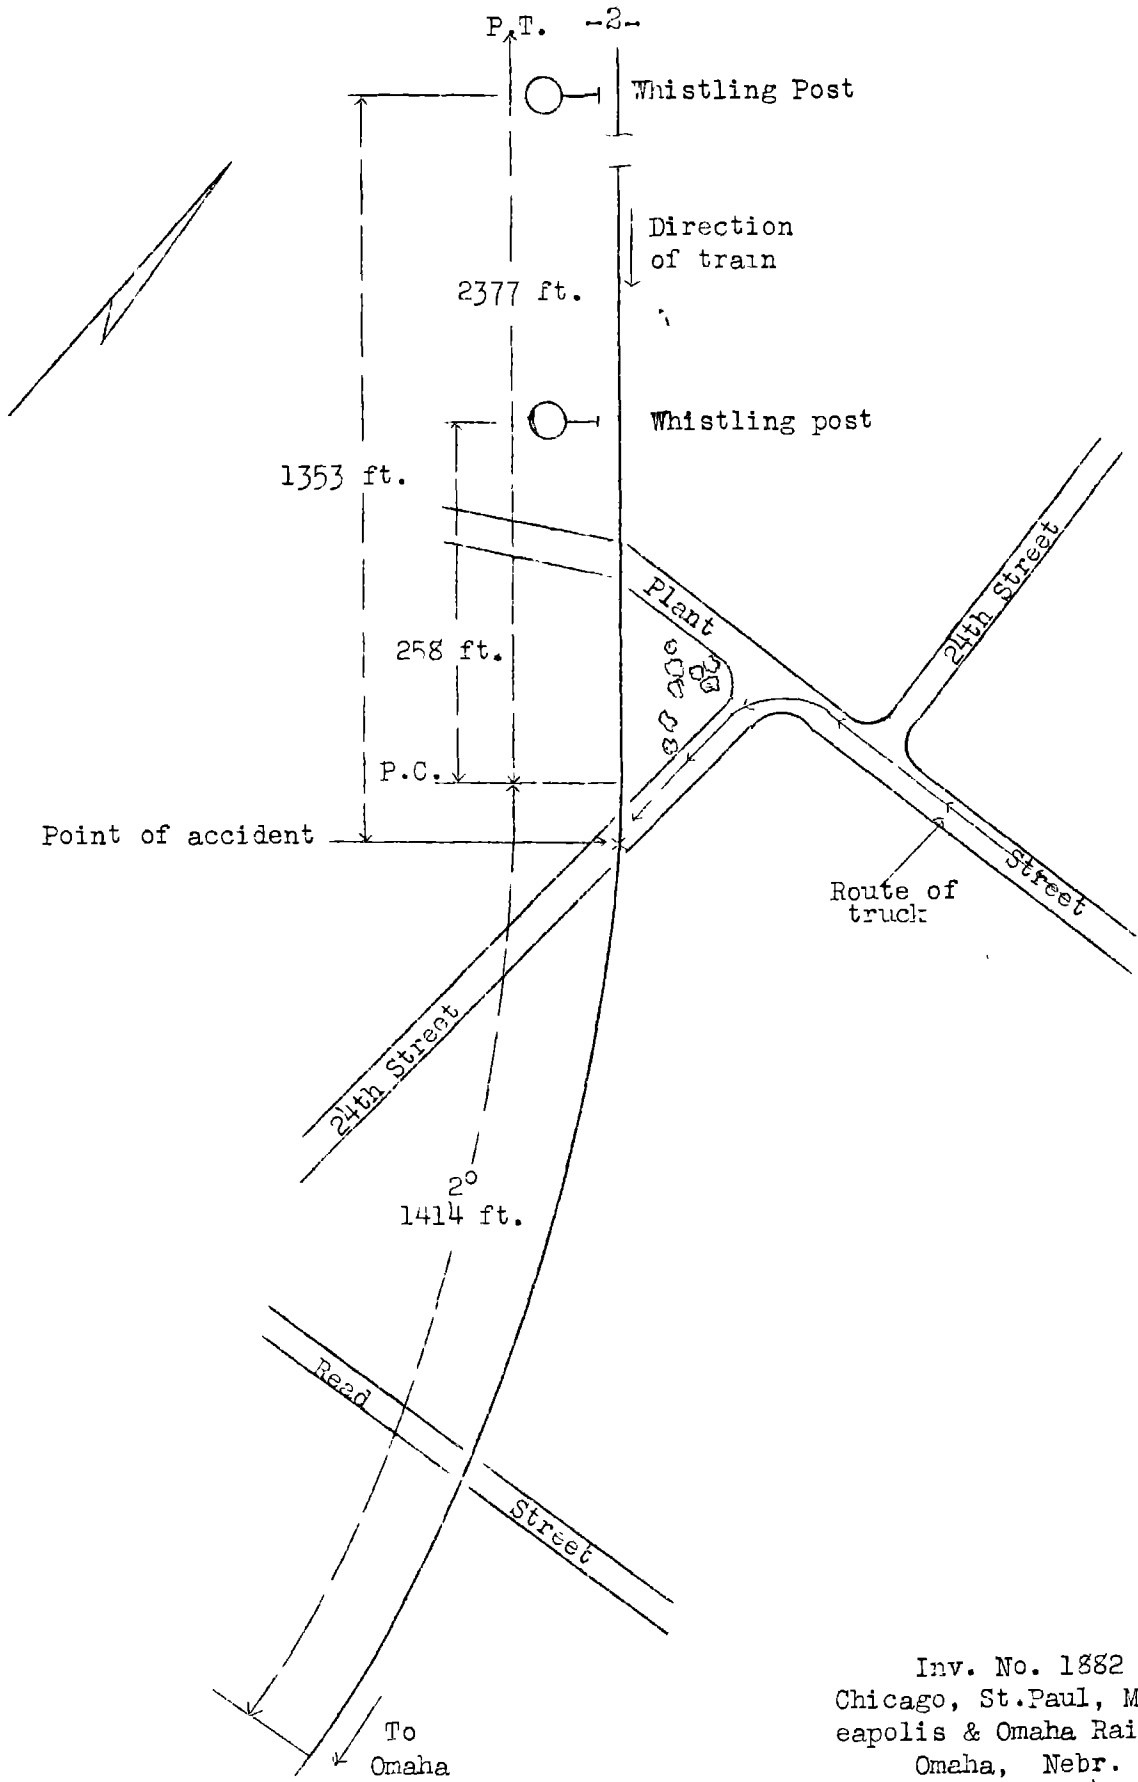 P.T. -2-
Whistling Post
Direction
of train
2377 ft.
Whistling post
1353 ft.
24th Street
Plant
258 ft.
P.C.
Point of accident
Street
Route of
truck
24th Street
2°
1414 ft.
Read
Street
Inv. No. 1882
Chicago, St.Paul, M
eapolis & Omaha Rai
Omaha, Nebr.
To
Omaha